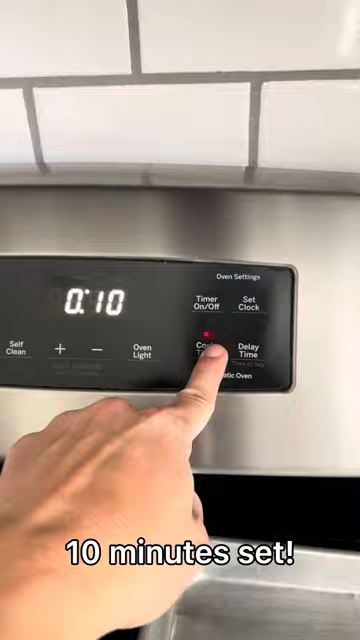 Oven Settings
0:10
Timer
On/Off
Set
Clock
Self
Clean
+
−
Oven
Light
Delay
Time
10 minutes set!